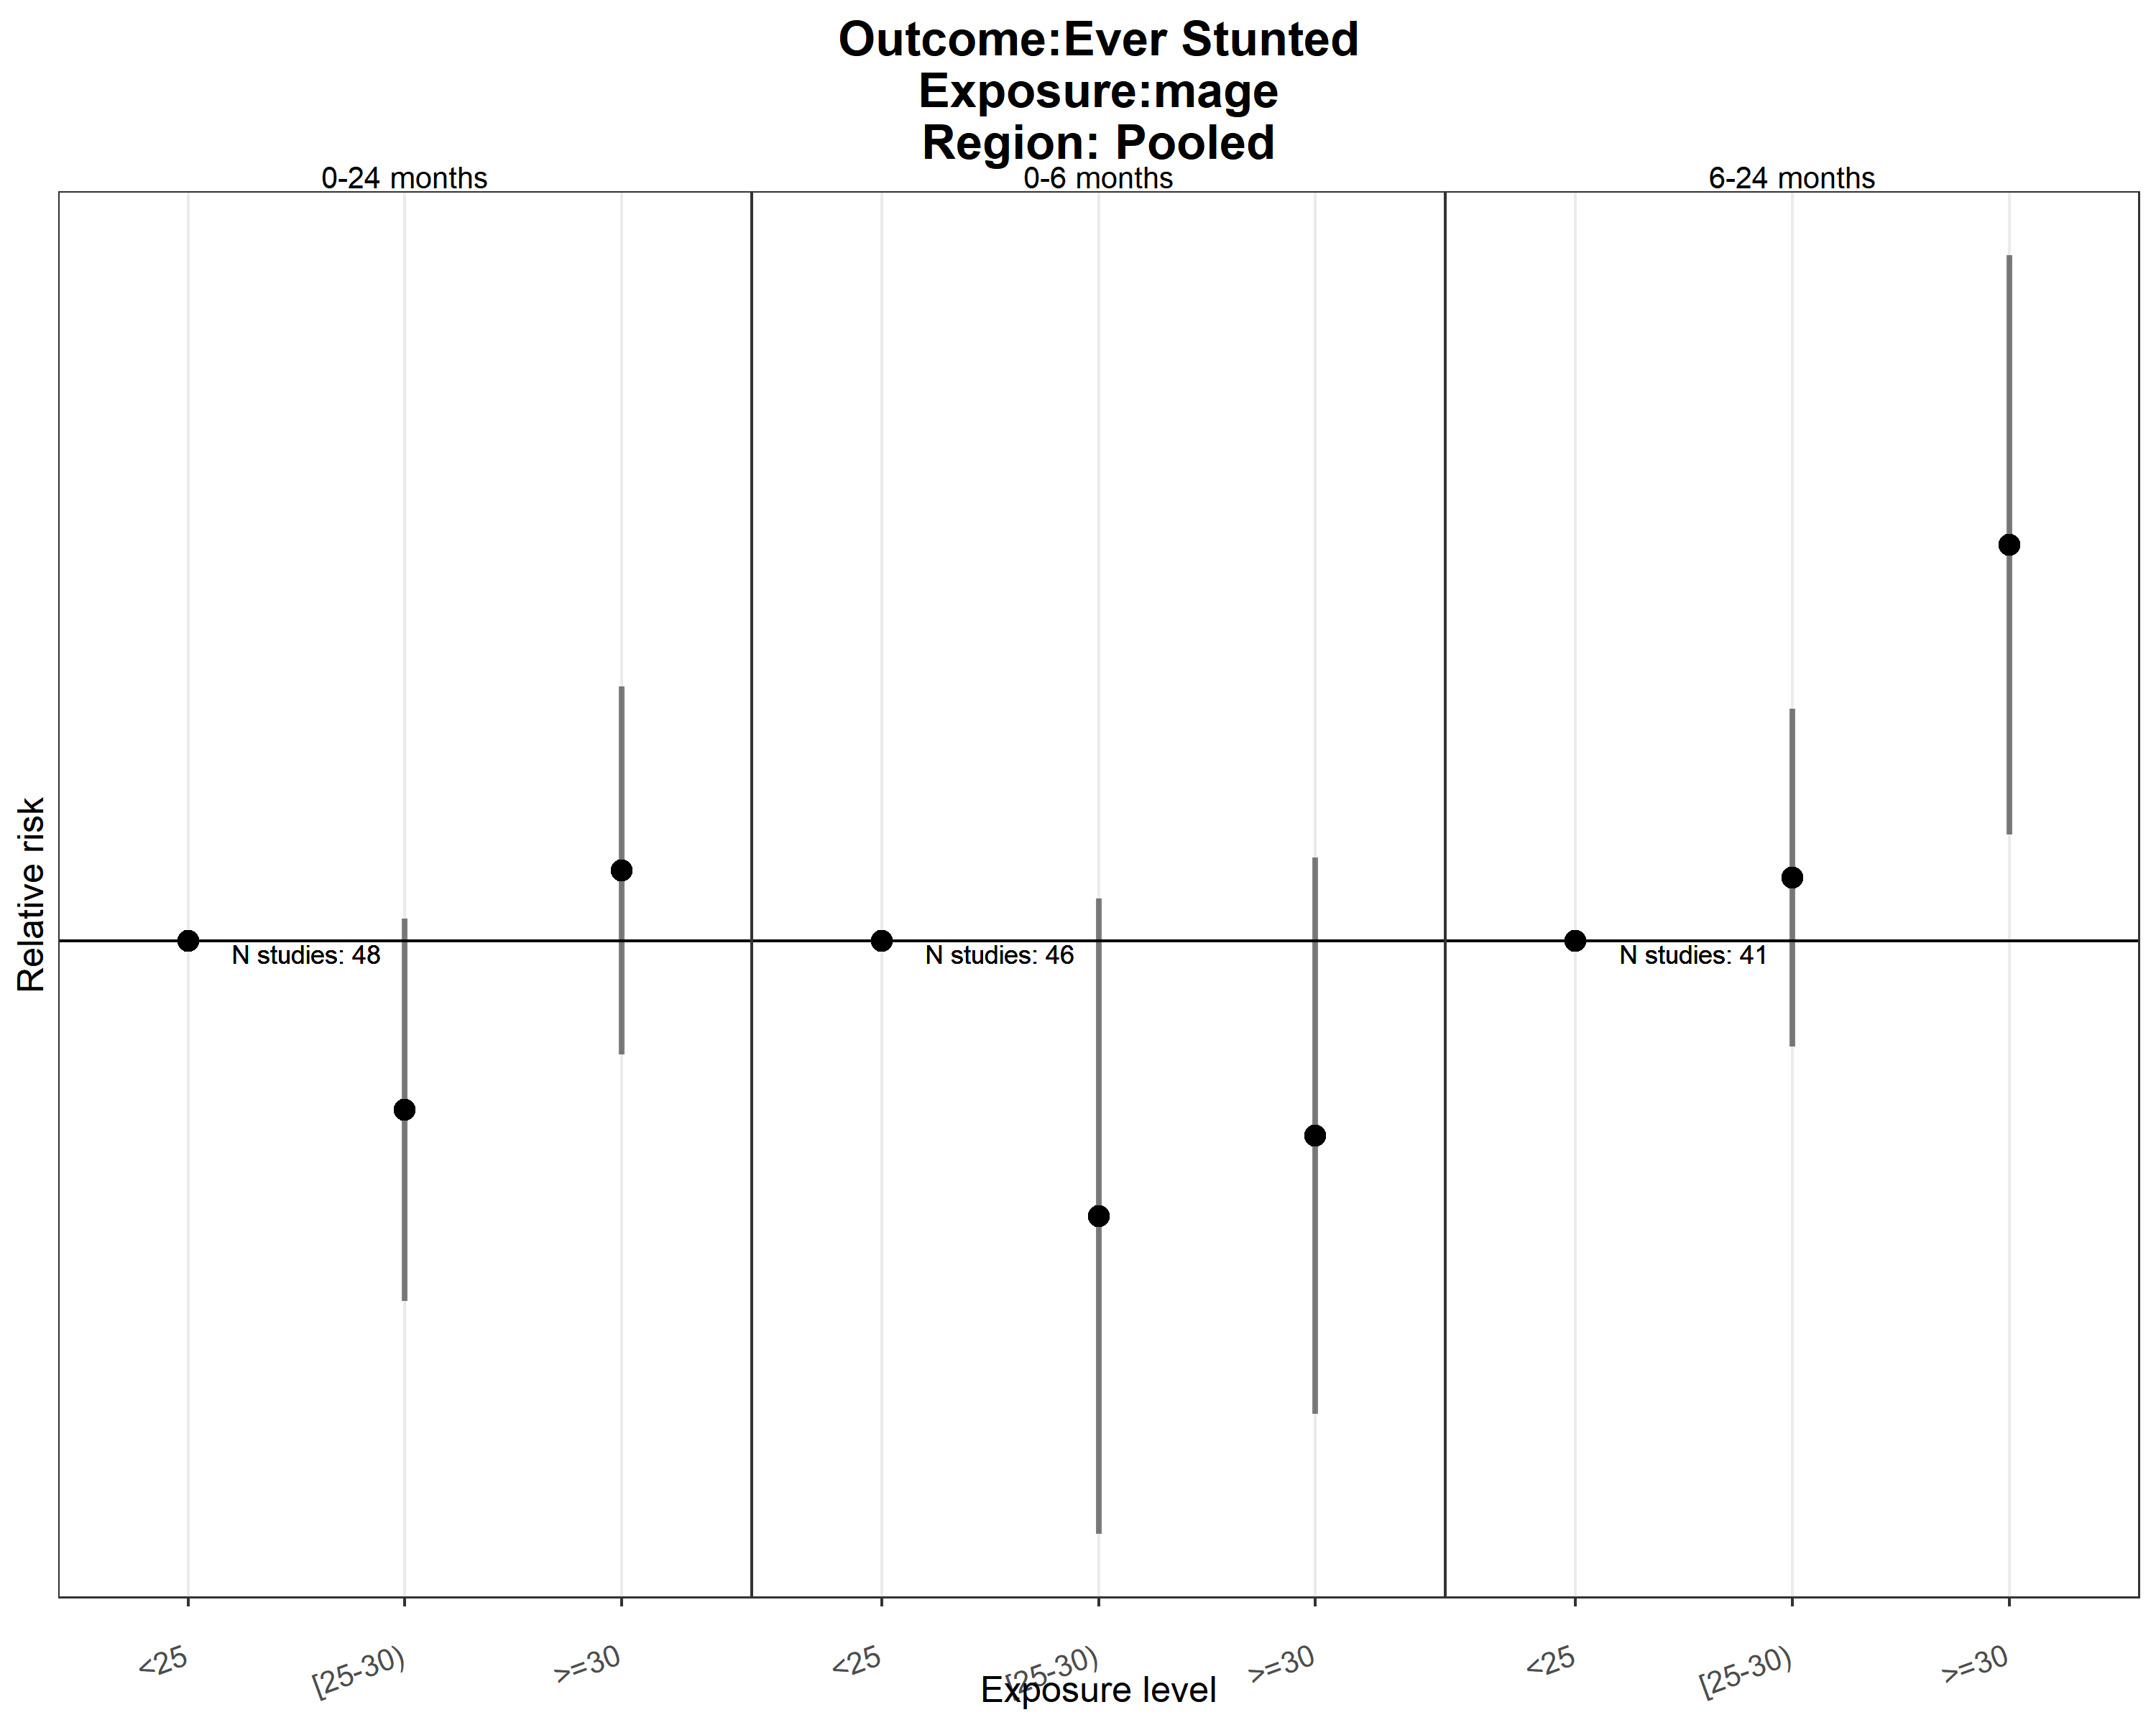 Outcome:Ever Stunted
Exposure:mage
Region: Pooled
0-24 months
0-6 months
6-24 months
Relative risk
N studies: 48
N studies: 46
N studies: 41
<25
[25-30)
>=30
<25
[25-30)
>=30
<25
[25-30)
>=30
Exposure level